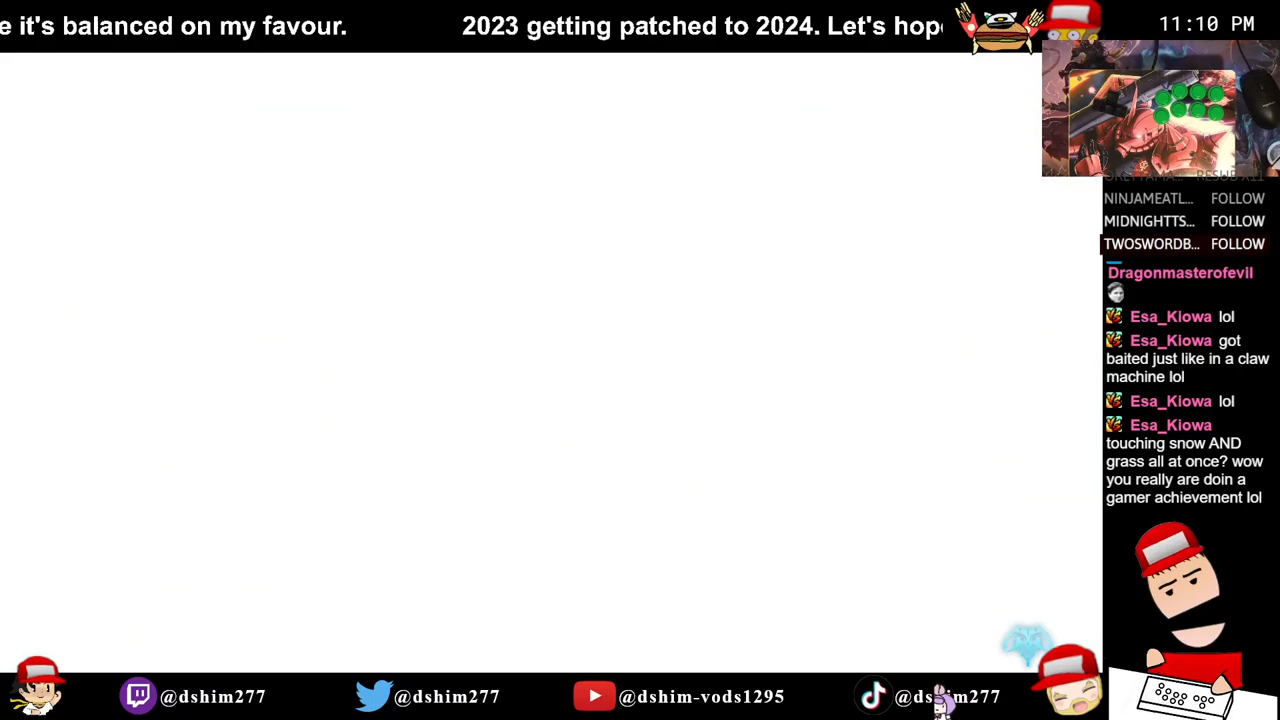 e it's balanced on my favour.
2023 getting patched to 2024. Let's hop
11:10 PM
NINJAMEATL... FOLLOW
MIDNIGHTTS... FOLLOW
TWOSWORDB... FOLLOW
Dragonmasterofevil
Esa_Kiowa lol
Esa_Kiowa got
baited just like in a claw
machine lol
Esa_Kiowa lol
Esa_Kiowa
touching snow AND
grass all at once? wow
you really are doin a
gamer achievement lol
@dshim277
@dshim277
@dshim-vods1295